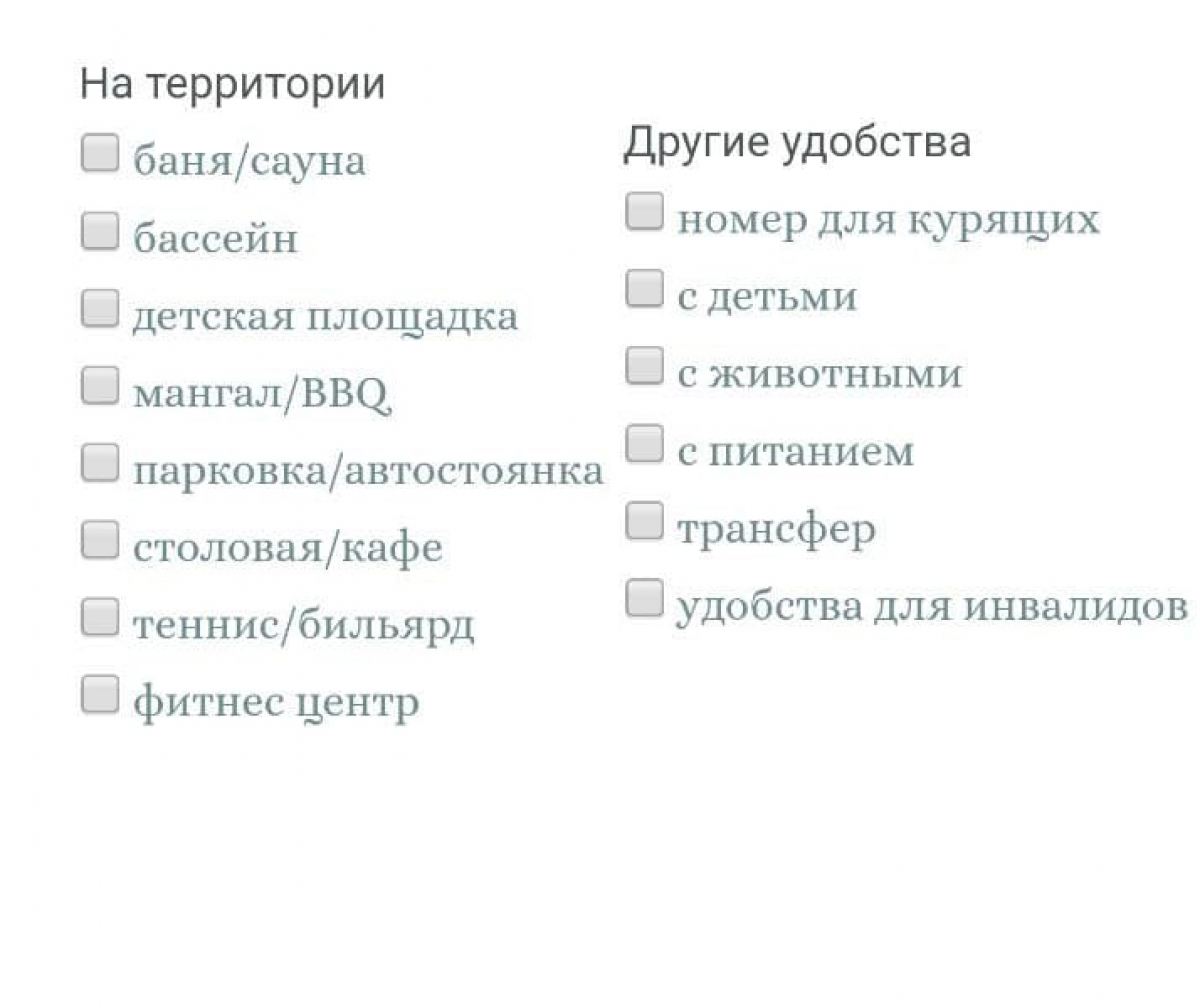 На территории
баня/сауна
бассейн
детская площадка
мангал/BBQ
парковка/автостоянка
столовая/кафе
теннис/бильярд
фитнес центр
Другие удобства
номер для курящих
с детьми
с животными
с питанием
трансфер
удобства для инвалидов